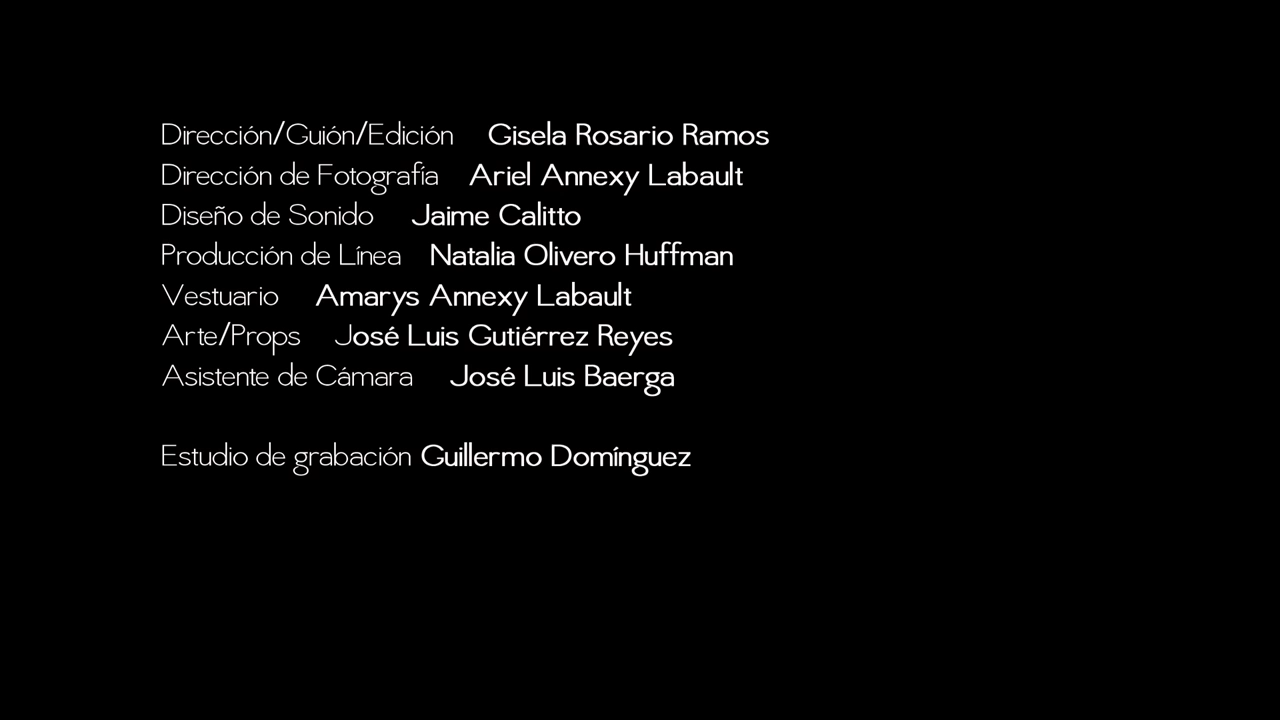 Dirección/Guión/Edición Gisela Rosario Ramos
Dirección de Fotografía Ariel Annexy Labault
Diseño de Sonido Jaime Calitto
Producción de Línea Natalia Olivero Huffman
Vestuario Amarys Annexy Labault
Arte/Props José Luis Gutiérrez Reyes
Asistente de Cámara José Luis Baerga
Estudio de grabación Guillermo Domínguez